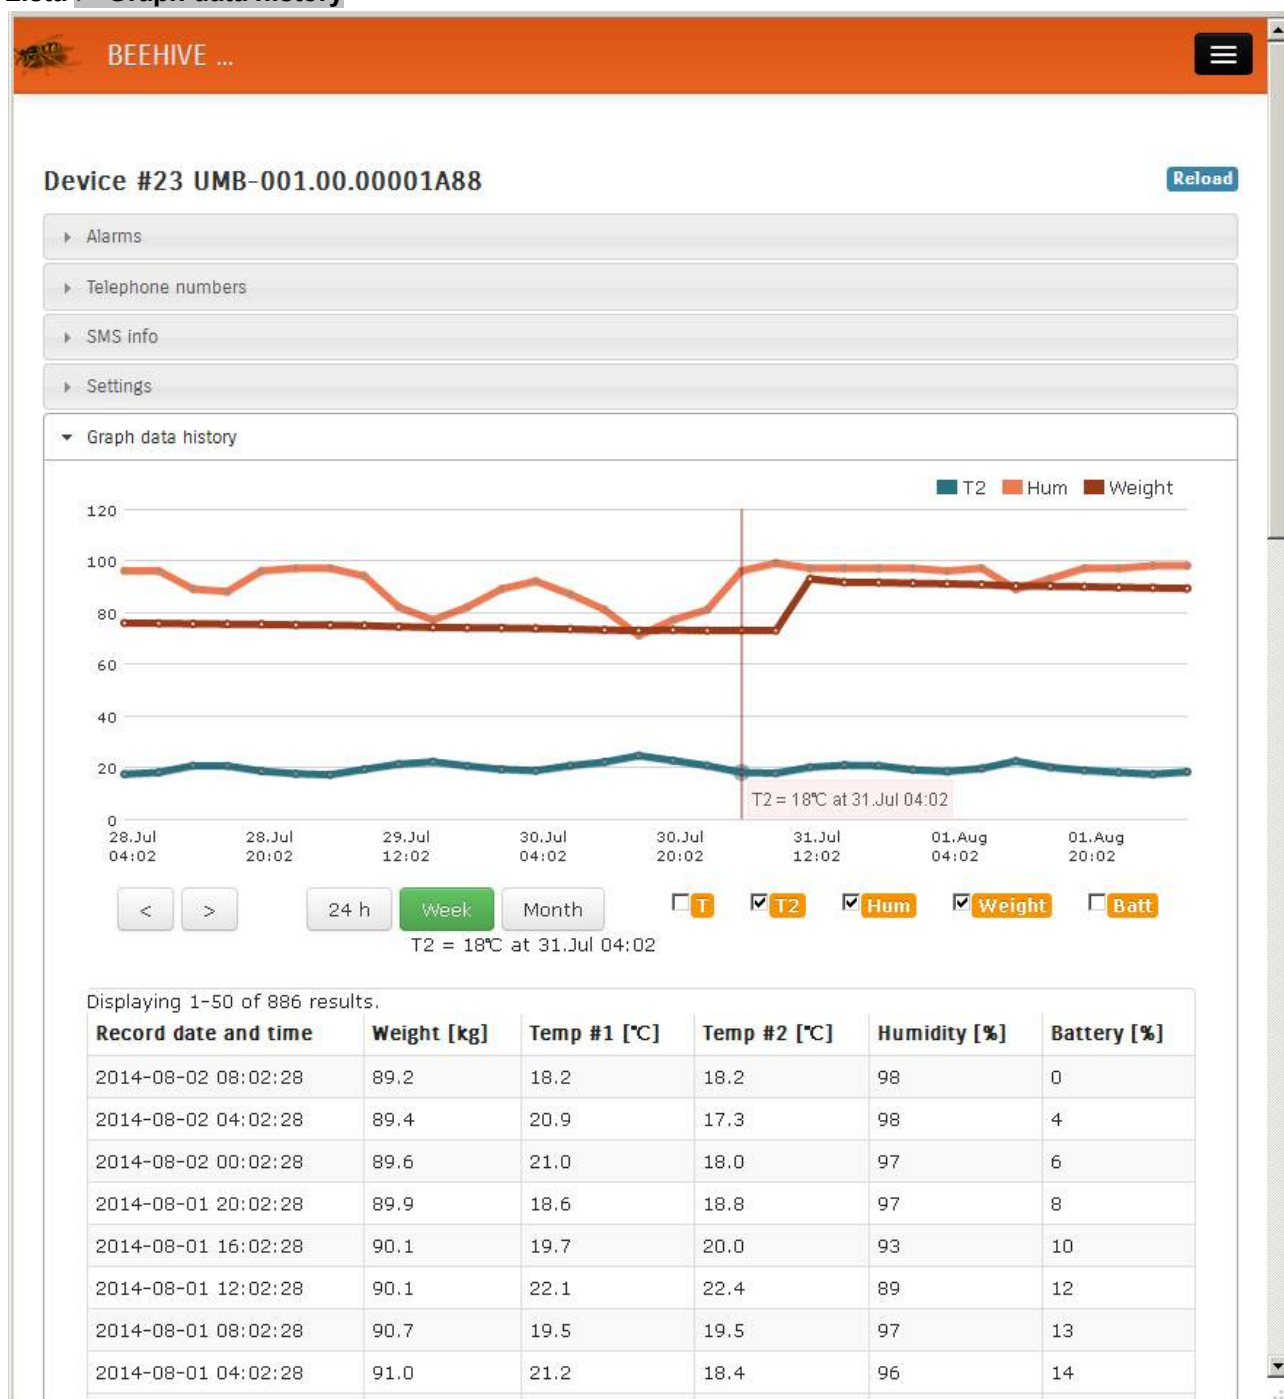 BEEHIVE ...
Device #23 UMB-001.00.00001A88 Reload
Alarms
Telephone numbers
SMS info
Settings
Graph data history
T2 Hum Weight
120
100
80
60
40
20
0
T2 = 18℃ at 31.Jul 04:02
28.Jul 28.Jul 29.Jul 30.Jul 30.Jul 31.Jul 01.Aug 01.Aug
04:02 20:02 12:02 04:02 20:02 12:02 04:02 20:02
< > 24 h Week Month T T2 Hum Weight Batt
T2 = 18℃ at 31.Jul 04:02
Displaying 1-50 of 886 results.
Record date and time Weight [kg] Temp #1 [℃] Temp #2 [℃] Humidity [%] Battery [%]
2014-08-02 08:02:28 89.2 18.2 18.2 98 0
2014-08-02 04:02:28 89.4 20.9 17.3 98 4
2014-08-02 00:02:28 89.6 21.0 18.0 97 6
2014-08-01 20:02:28 89.9 18.6 18.8 97 8
2014-08-01 16:02:28 90.1 19.7 20.0 93 10
2014-08-01 12:02:28 90.1 22.1 22.4 89 12
2014-08-01 08:02:28 90.7 19.5 19.5 97 13
2014-08-01 04:02:28 91.0 21.2 18.4 96 14